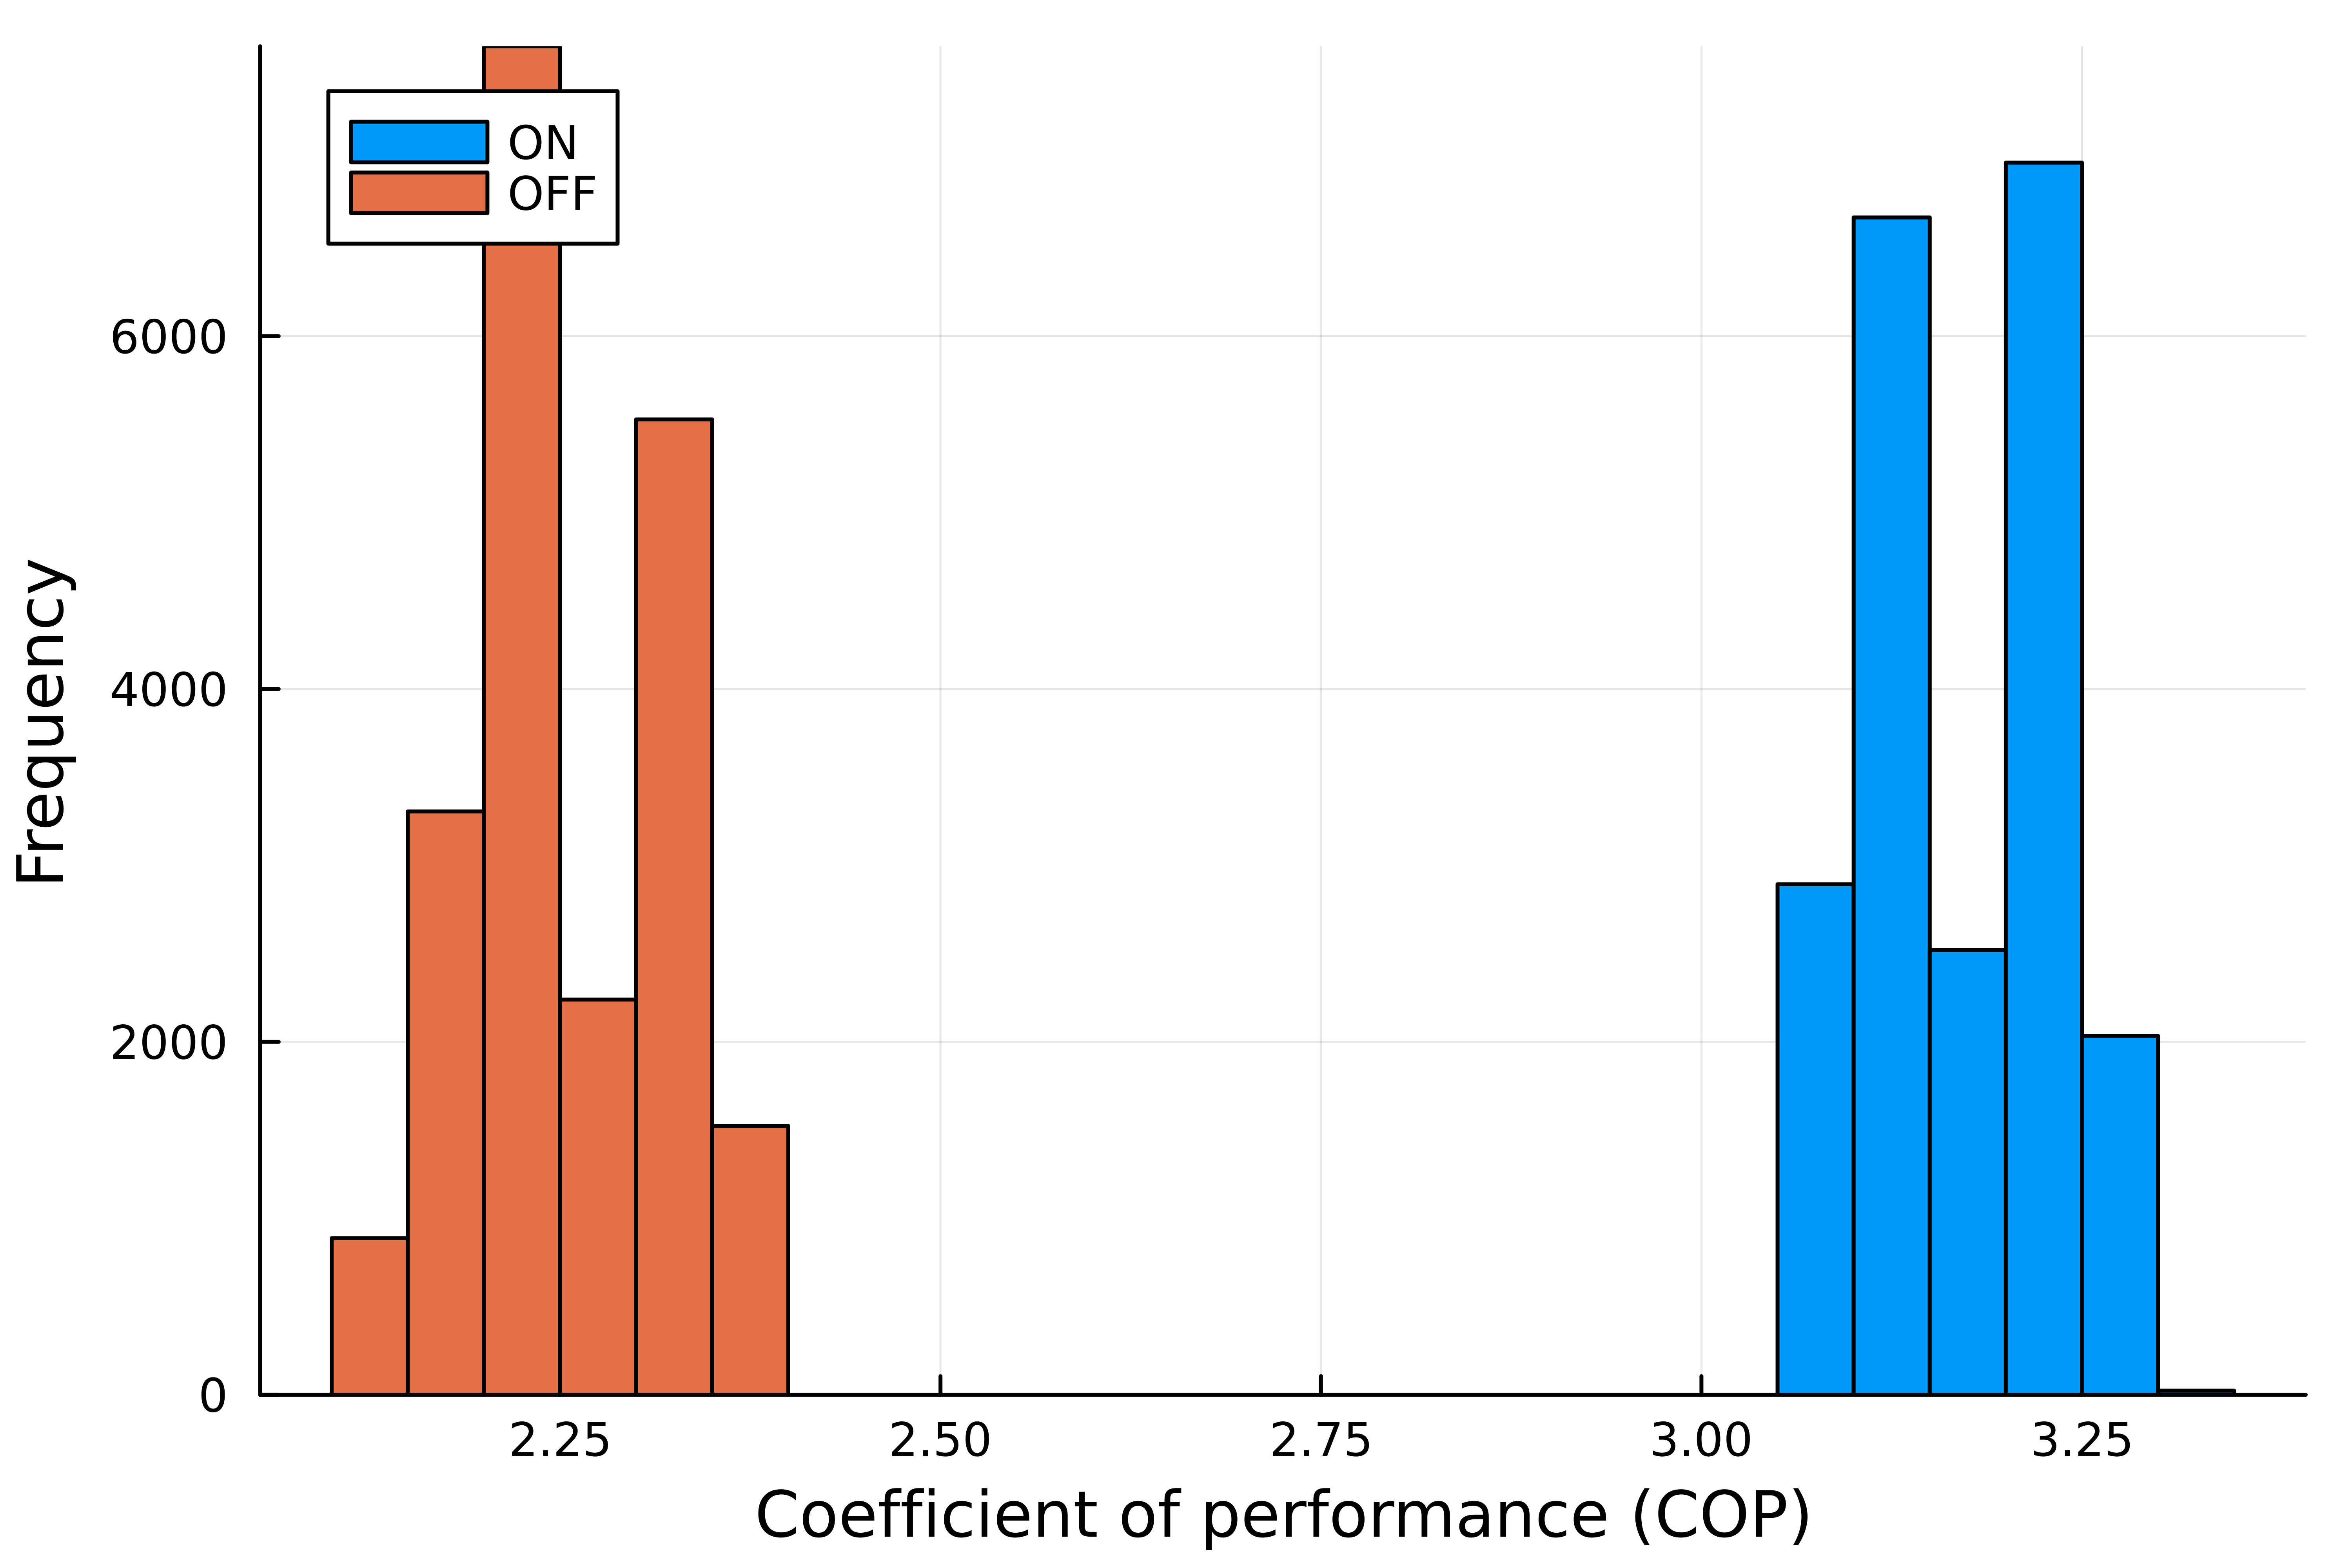 ON
OFF
6000
4000
2000
0
Frequency
2.25 2.50 2.75 3.00 3.25
Coefficient of performance (COP)